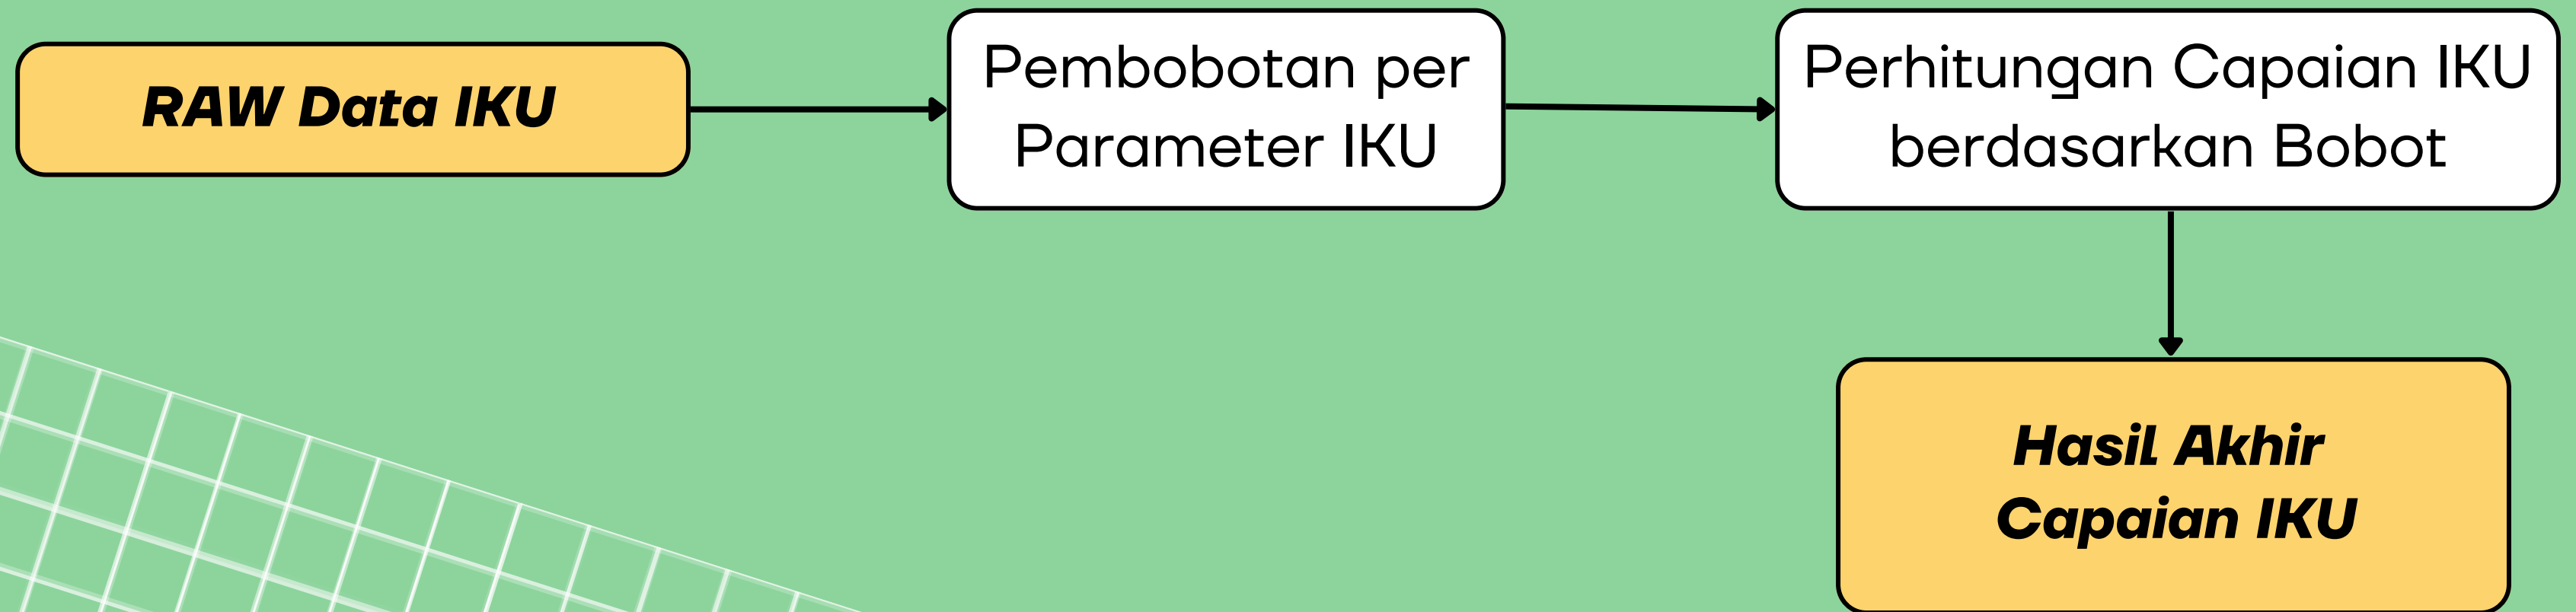 RAW Data IKU
Pembobotan per
Parameter IKU
Perhitungan Capaian IKU
berdasarkan Bobot
Hasil Akhir
Capaian IKU